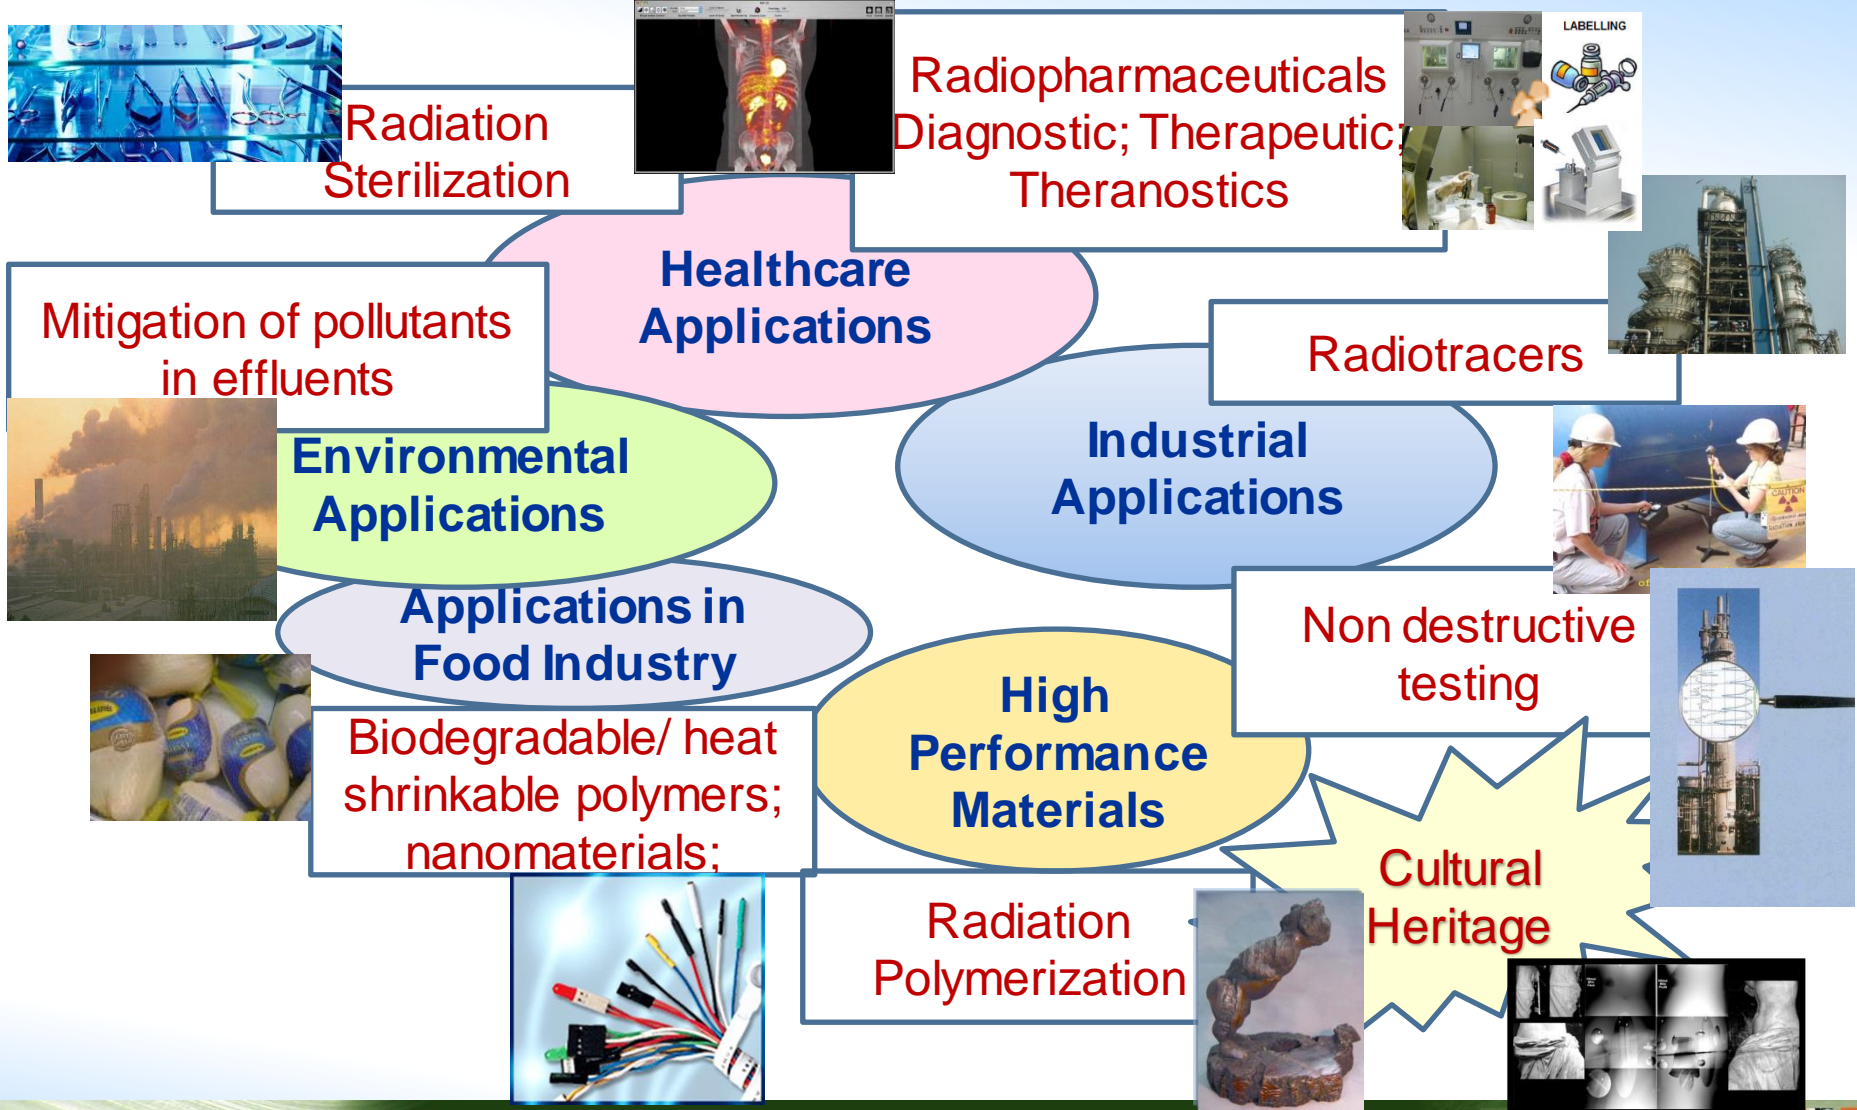 LABELLING
Radiopharmaceuticals
Diagnostic; Therapeutic;
Theranostics
Radiation
Sterilization
Healthcare
Applications
Mitigation of pollutants
in effluents
Radiotracers
Environmental
Applications
Industrial
Applications
CAUTION
Applications in
Food Industry
Non destructive
testing
High
Performance
Materials
Biodegradable/ heat
shrinkable polymers;
nanomaterials;
Cultural
Heritage
Radiation
Polymerization